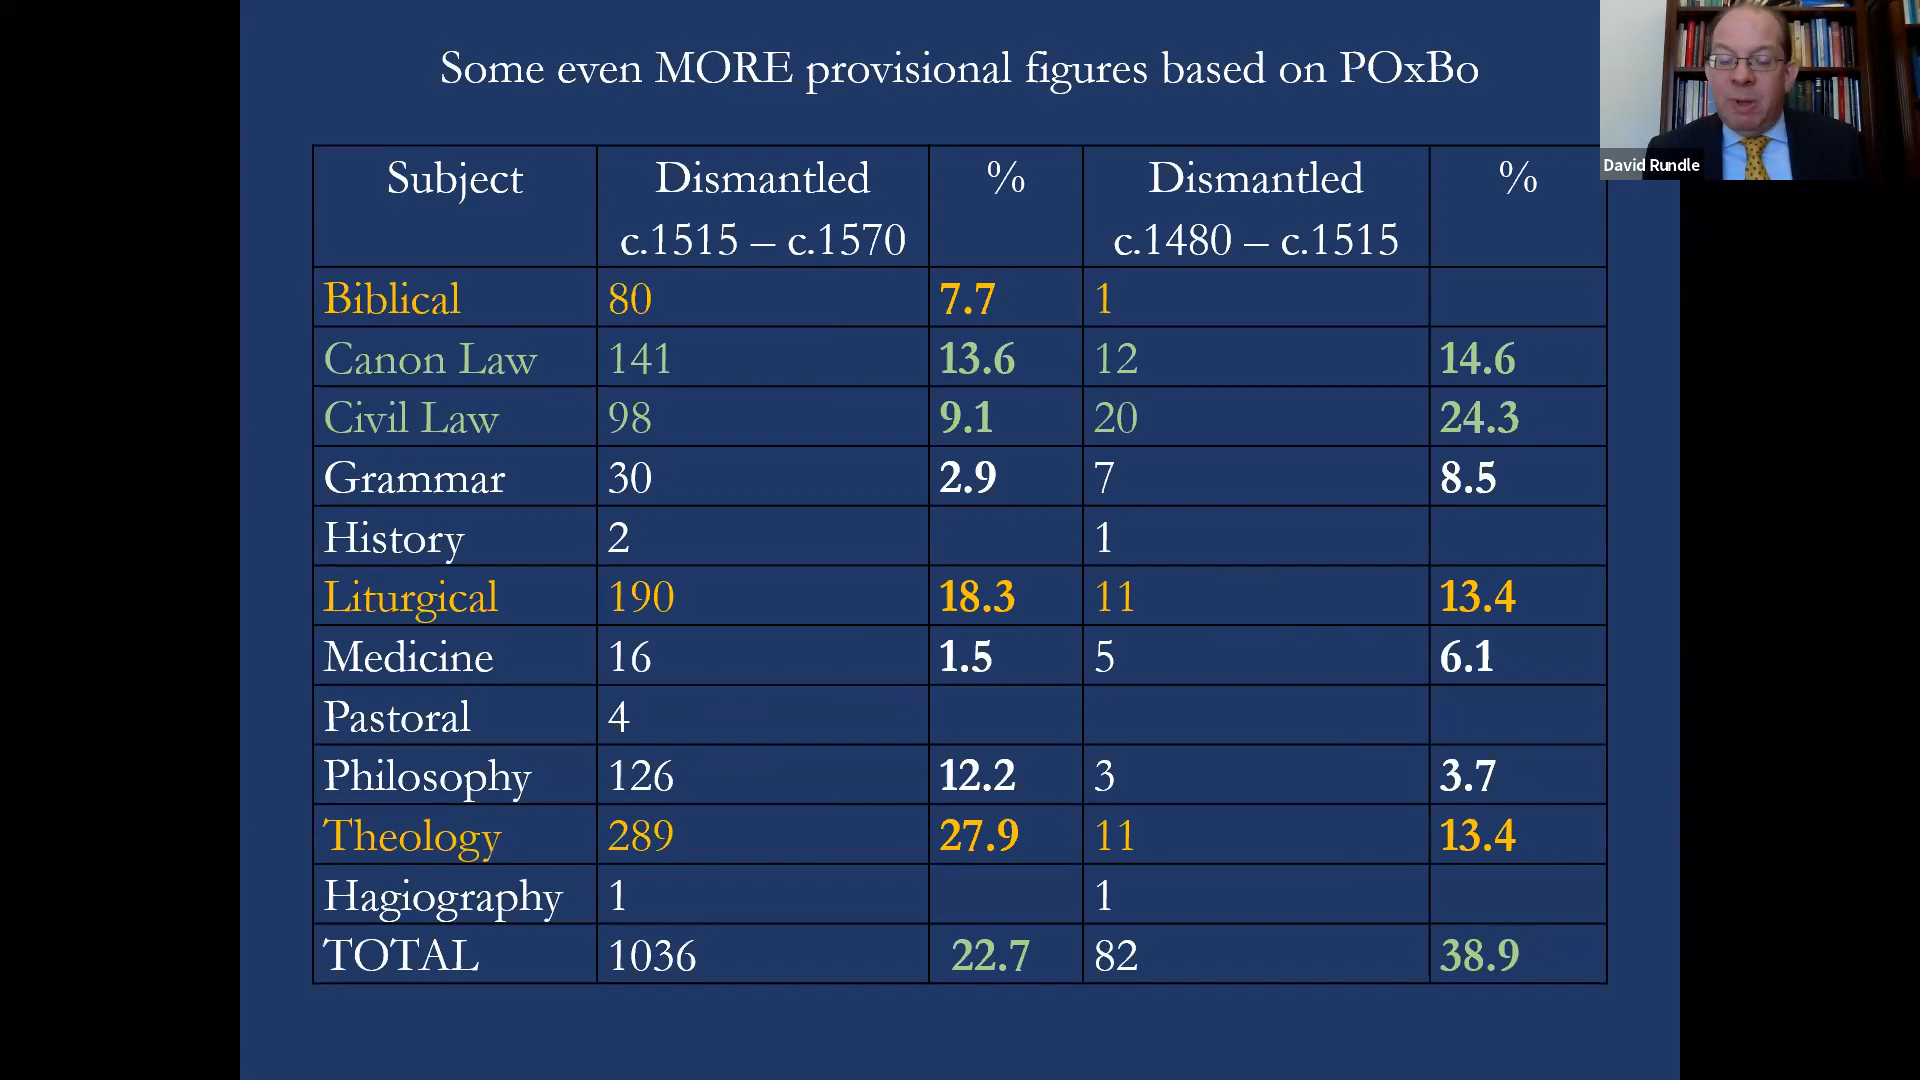 Some even MORE provisional figures based on POxBo
David Rundle
Subject Dismantled % Dismantled %
c.1515 – c.1570 c.1480 – c.1515
Biblical 80 7.7 1
Canon Law 141 13.6 12 14.6
Civil Law 98 9.1 20 24.3
Grammar 30 2.9 7 8.5
History 2 1
Liturgical 190 18.3 11 13.4
Medicine 16 1.5 5 6.1
Pastoral 4
Philosophy 126 12.2 3 3.7
Theology 289 27.9 11 13.4
Hagiography 1 1
TOTAL 1036 22.7 82 38.9